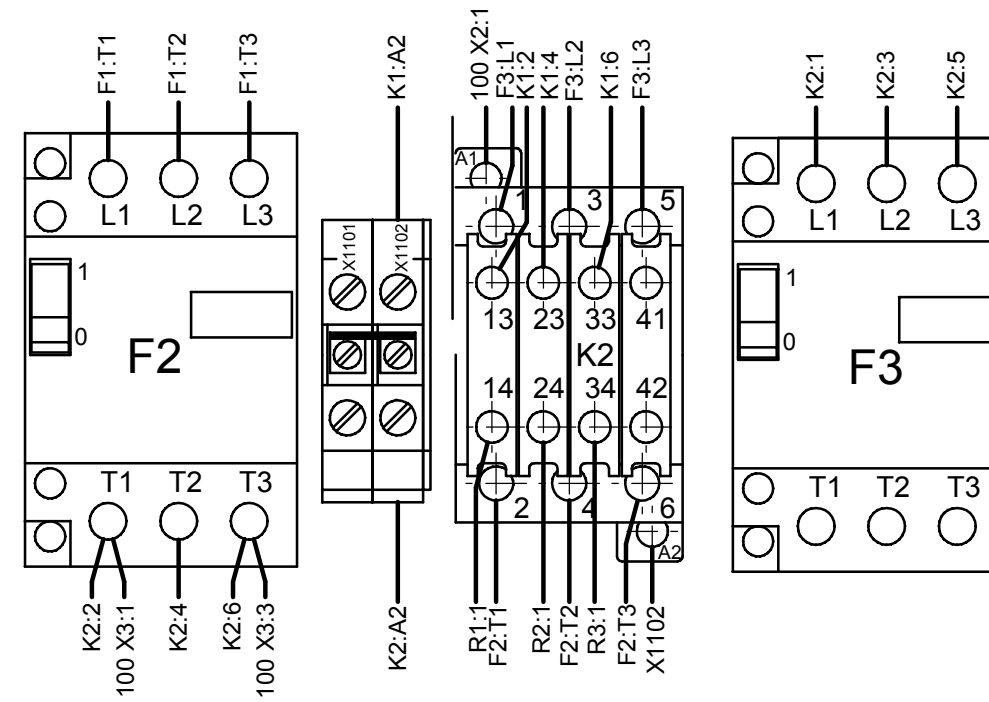 F1:T1
F1:T2
F1:T3
L1
L2
L3
1
0
F2
T1
T2
T3
K2:2
100 X3:1
K2:4
K2:6
100 X3:3
K1:A2
X1101
X1102
K2:A2
100 X2:1
F3:L1
K1:2
K1:4
F3:L2
K1:6
F3:L3
A1
1
3
5
13
23
33
41
K2
14
24
34
42
2
4
6
A2
R1:1
F2:T1
R2:1
F2:T2
R3:1
F2:T3
X1102
K2:1
K2:3
K2:5
L1
L2
L3
1
0
F3
T1
T2
T3